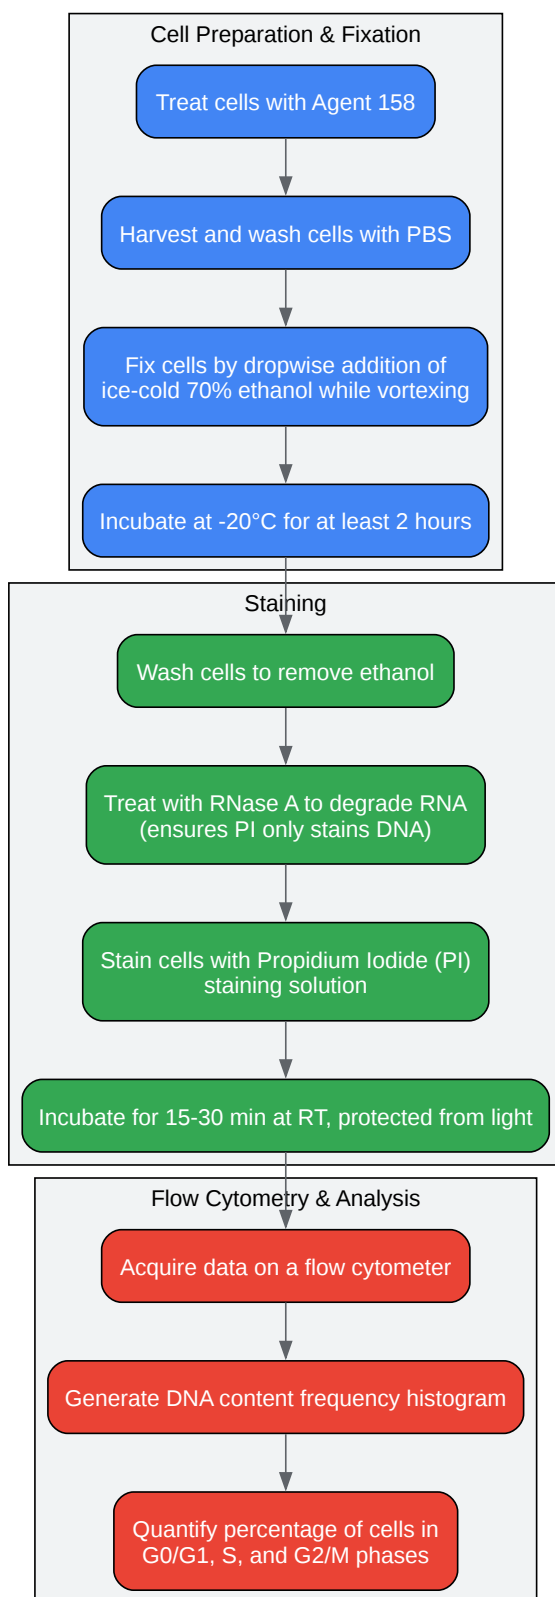 Cell Preparation & Fixation
Treat cells with Agent 158
Harvest and wash cells with PBS
Fix cells by dropwise addition of
ice-cold 70% ethanol while vortexing
Incubate at -20°C for at least 2 hours
Staining
Wash cells to remove ethanol
Treat with RNase A to degrade RNA
(ensures PI only stains DNA)
Stain cells with Propidium Iodide (PI)
staining solution
Incubate for 15-30 min at RT, protected from light
Flow Cytometry & Analysis
Acquire data on a flow cytometer
Generate DNA content frequency histogram
Quantify percentage of cells in
G0/G1, S, and G2/M phases